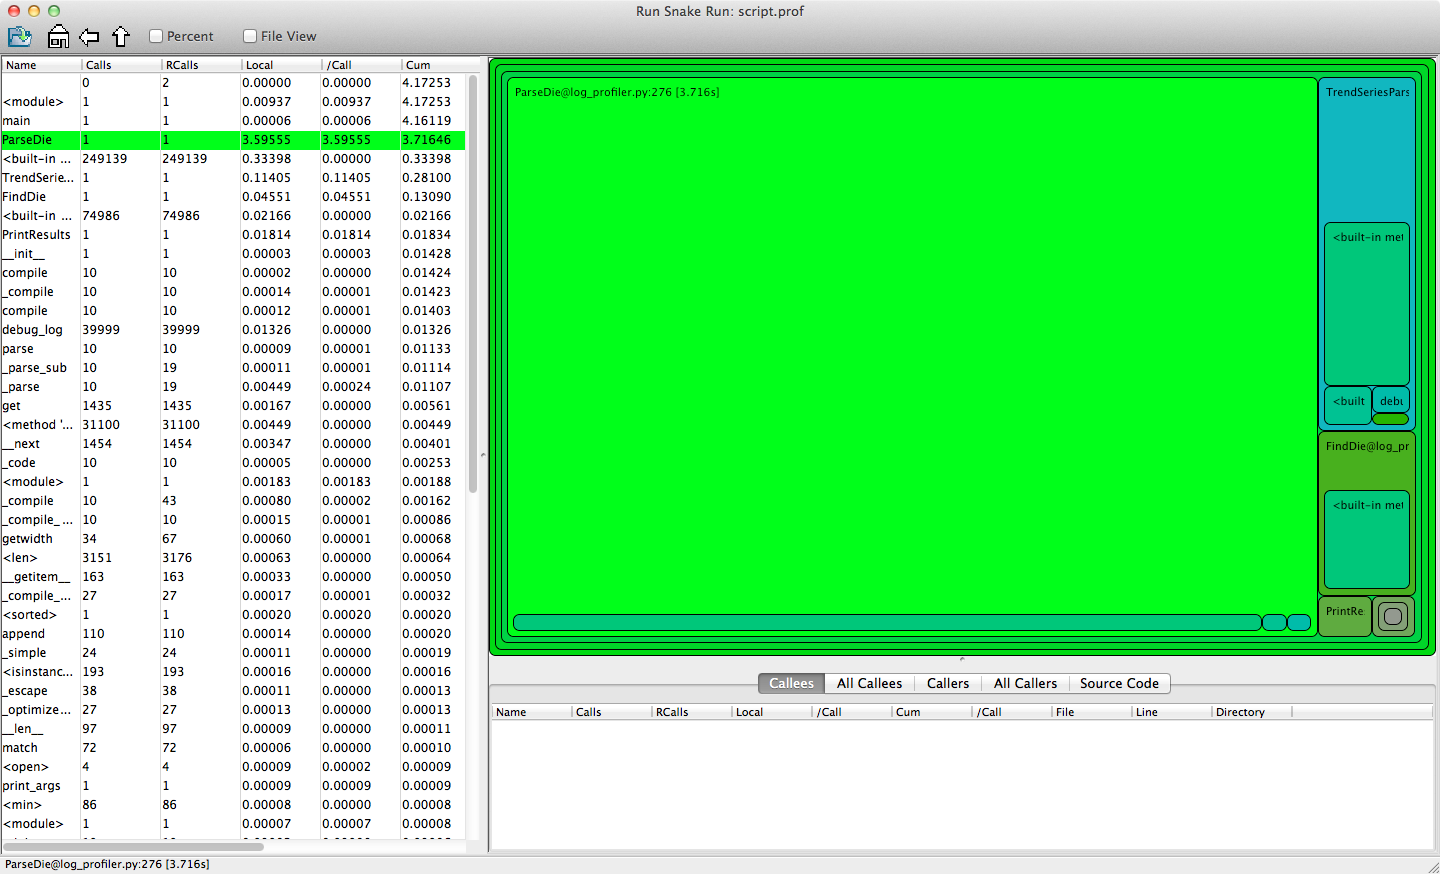 Run Snake Run: script.prof
Percent File View
Name Calls RCalls Local /Call Cum
0 2 0.00000 0.00000 4.17253
<module> 1 1 0.00937 0.00937 4.17253
main 1 1 0.00006 0.00006 4.16119
ParseDie 1 1 3.59555 3.59555 3.71646
<built-in ... 249139 249139 0.33398 0.00000 0.33398
TrendSerie... 1 1 0.11405 0.11405 0.28100
FindDie 1 1 0.04551 0.04551 0.13090
<built-in ... 74986 74986 0.02166 0.00000 0.02166
PrintResults 1 1 0.01814 0.01814 0.01834
__init__ 1 1 0.00003 0.00003 0.01428
compile 10 10 0.00002 0.00000 0.01424
_compile 10 10 0.00014 0.00001 0.01423
compile 10 10 0.00012 0.00001 0.01403
debug_log 39999 39999 0.01326 0.00000 0.01326
parse 10 10 0.00009 0.00001 0.01133
_parse_sub 10 19 0.00011 0.00001 0.01114
_parse 10 19 0.00449 0.00024 0.01107
get 1435 1435 0.00167 0.00000 0.00561
<method '... 31100 31100 0.00449 0.00000 0.00449
__next 1454 1454 0.00347 0.00000 0.00401
_code 10 10 0.00005 0.00000 0.00253
<module> 1 1 0.00183 0.00183 0.00188
_compile 10 43 0.00080 0.00002 0.00162
_compile_... 10 10 0.00015 0.00001 0.00086
getwidth 34 67 0.00060 0.00001 0.00068
<len> 3151 3176 0.00063 0.00000 0.00064
__getitem__ 163 163 0.00033 0.00000 0.00050
_compile_... 27 27 0.00017 0.00001 0.00032
<sorted> 1 1 0.00020 0.00020 0.00020
append 110 110 0.00014 0.00000 0.00020
_simple 24 24 0.00011 0.00000 0.00019
<isinstanc... 193 193 0.00016 0.00000 0.00016
_escape 38 38 0.00011 0.00000 0.00013
_optimize... 27 27 0.00013 0.00000 0.00013
__len__ 97 97 0.00009 0.00000 0.00011
match 72 72 0.00006 0.00000 0.00010
<open> 4 4 0.00009 0.00002 0.00009
print_args 1 1 0.00009 0.00009 0.00009
<min> 86 86 0.00008 0.00000 0.00008
<module> 1 1 0.00007 0.00007 0.00008
ParseDie@log_profiler.py:276 [3.716s]
TrendSeriesPars
<built-in met
<built debu
FindDie@log_pr
<built-in met
PrintRe
Callees All Callees Callers All Callers Source Code
Name Calls RCalls Local /Call Cum /Call File Line Directory
ParseDie@log_profiler.py:276 [3.716s]